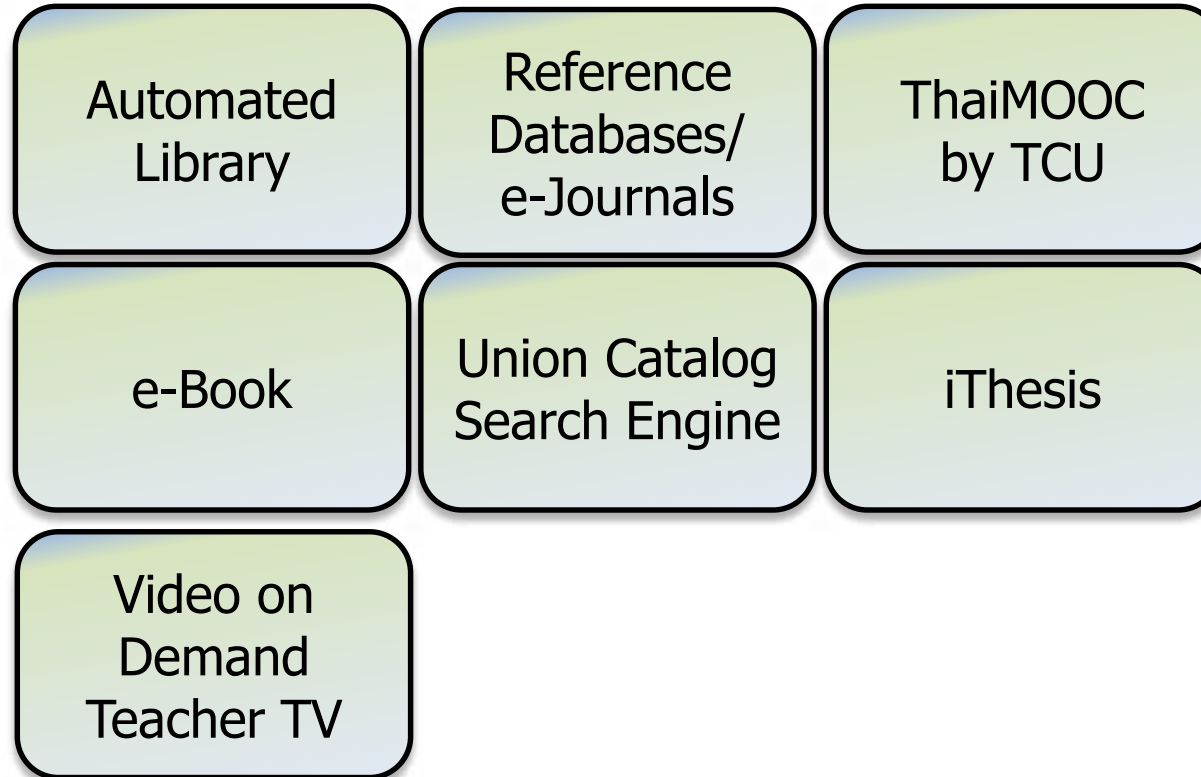 Automated
Library
Reference
Databases/
e-Journals
ThaiMOOC
by TCU
e-Book
Union Catalog
Search Engine
iThesis
Video on
Demand
Teacher TV